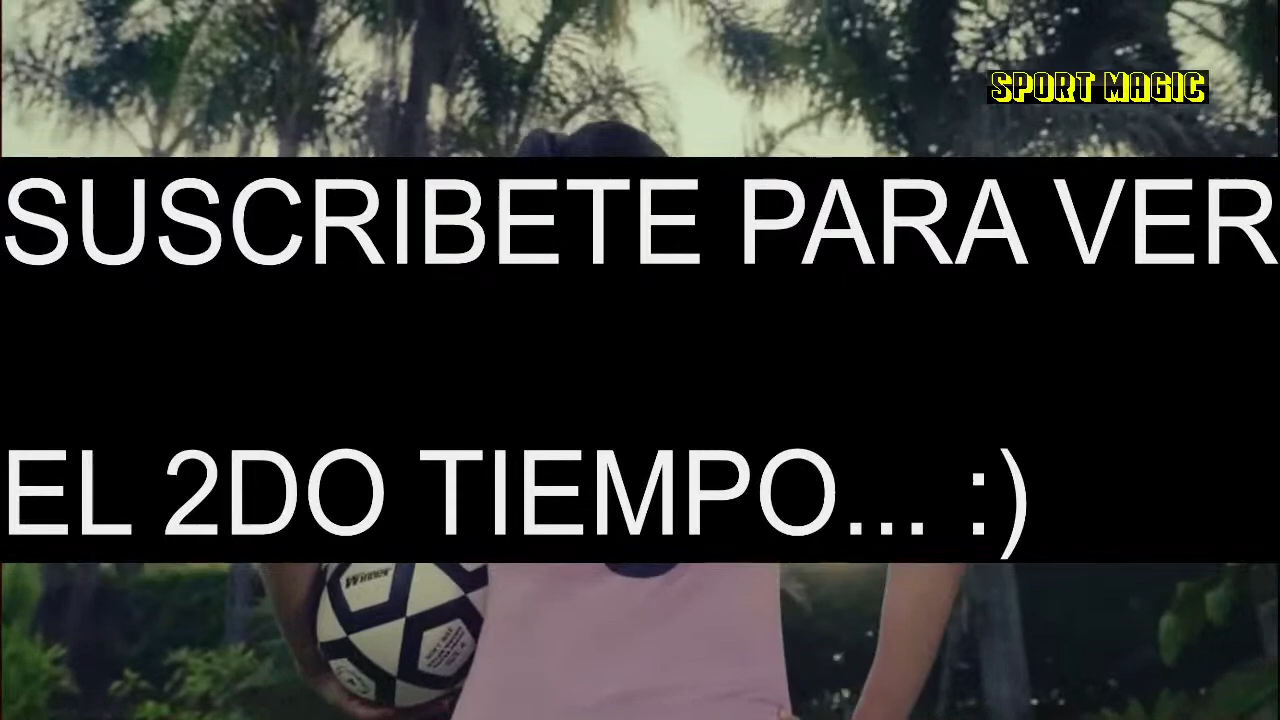 SPORT MAGIC
SUSCRIBETE PARA VER
EL 2DO TIEMPO... :)
Winner